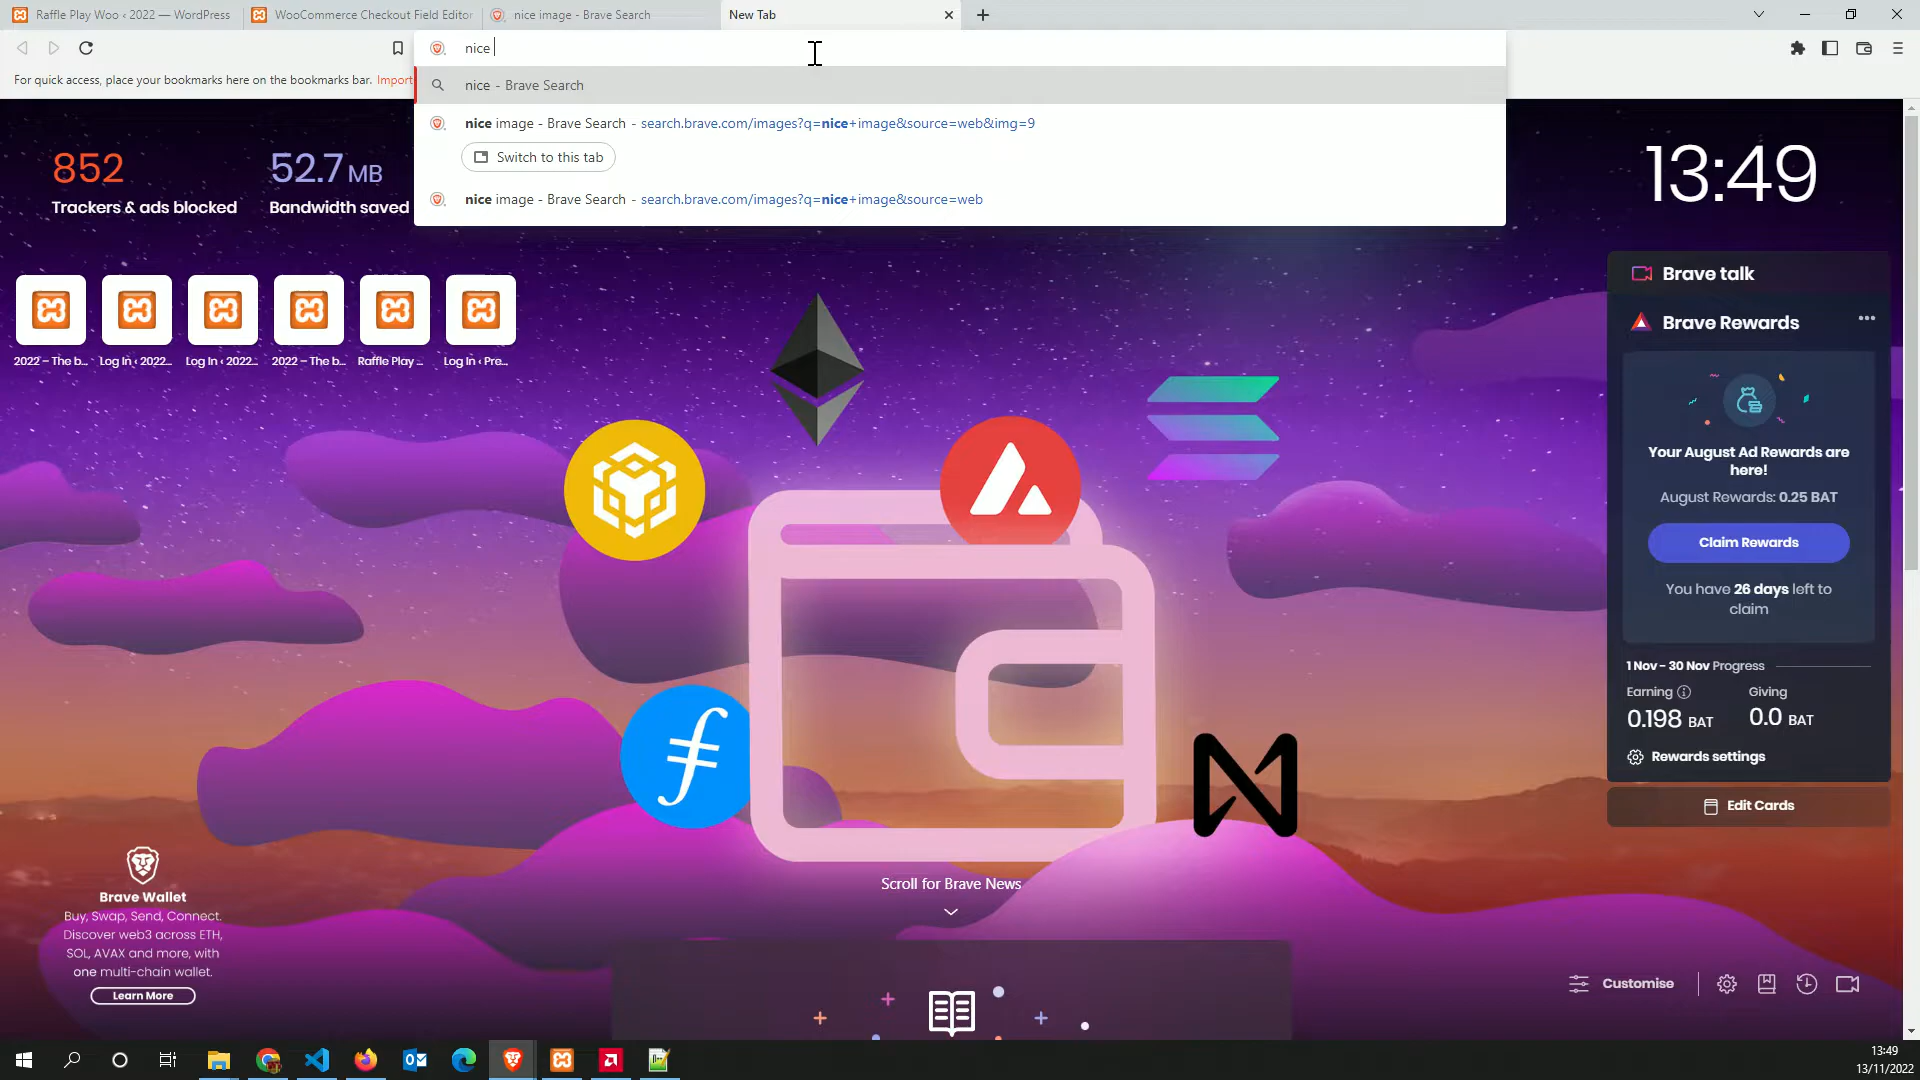 Raffle Play Woo ‹ 2022 — WordPress
WooCommerce Checkout Field Editor
nice image - Brave Search
New Tab
nice
For quick access, place your bookmarks here on the bookmarks bar. Import
nice - Brave Search
nice image - Brave Search - search.brave.com/images?q=nice+image&source=web&img=9
Switch to this tab
nice image - Brave Search - search.brave.com/images?q=nice+image&source=web
852
Trackers & ads blocked
52.7 MB
Bandwidth saved
13:49
2022 – The b...
Log In ‹ 2022...
Log In ‹ 2022...
2022 – The b...
Raffle Play ...
Log In ‹ Pre...
Brave talk
Brave Rewards
Your August Ad Rewards are
here!
August Rewards: 0.25 BAT
Claim Rewards
You have 26 days left to
claim
1 Nov – 30 Nov Progress
Earning
Giving
0.198 BAT
0.0 BAT
Rewards settings
Edit Cards
Brave Wallet
Buy, Swap, Send, Connect.
Discover web3 across ETH,
SOL, AVAX and more, with
one multi-chain wallet.
Learn More
Scroll for Brave News
Customise
13:49
13/11/2022